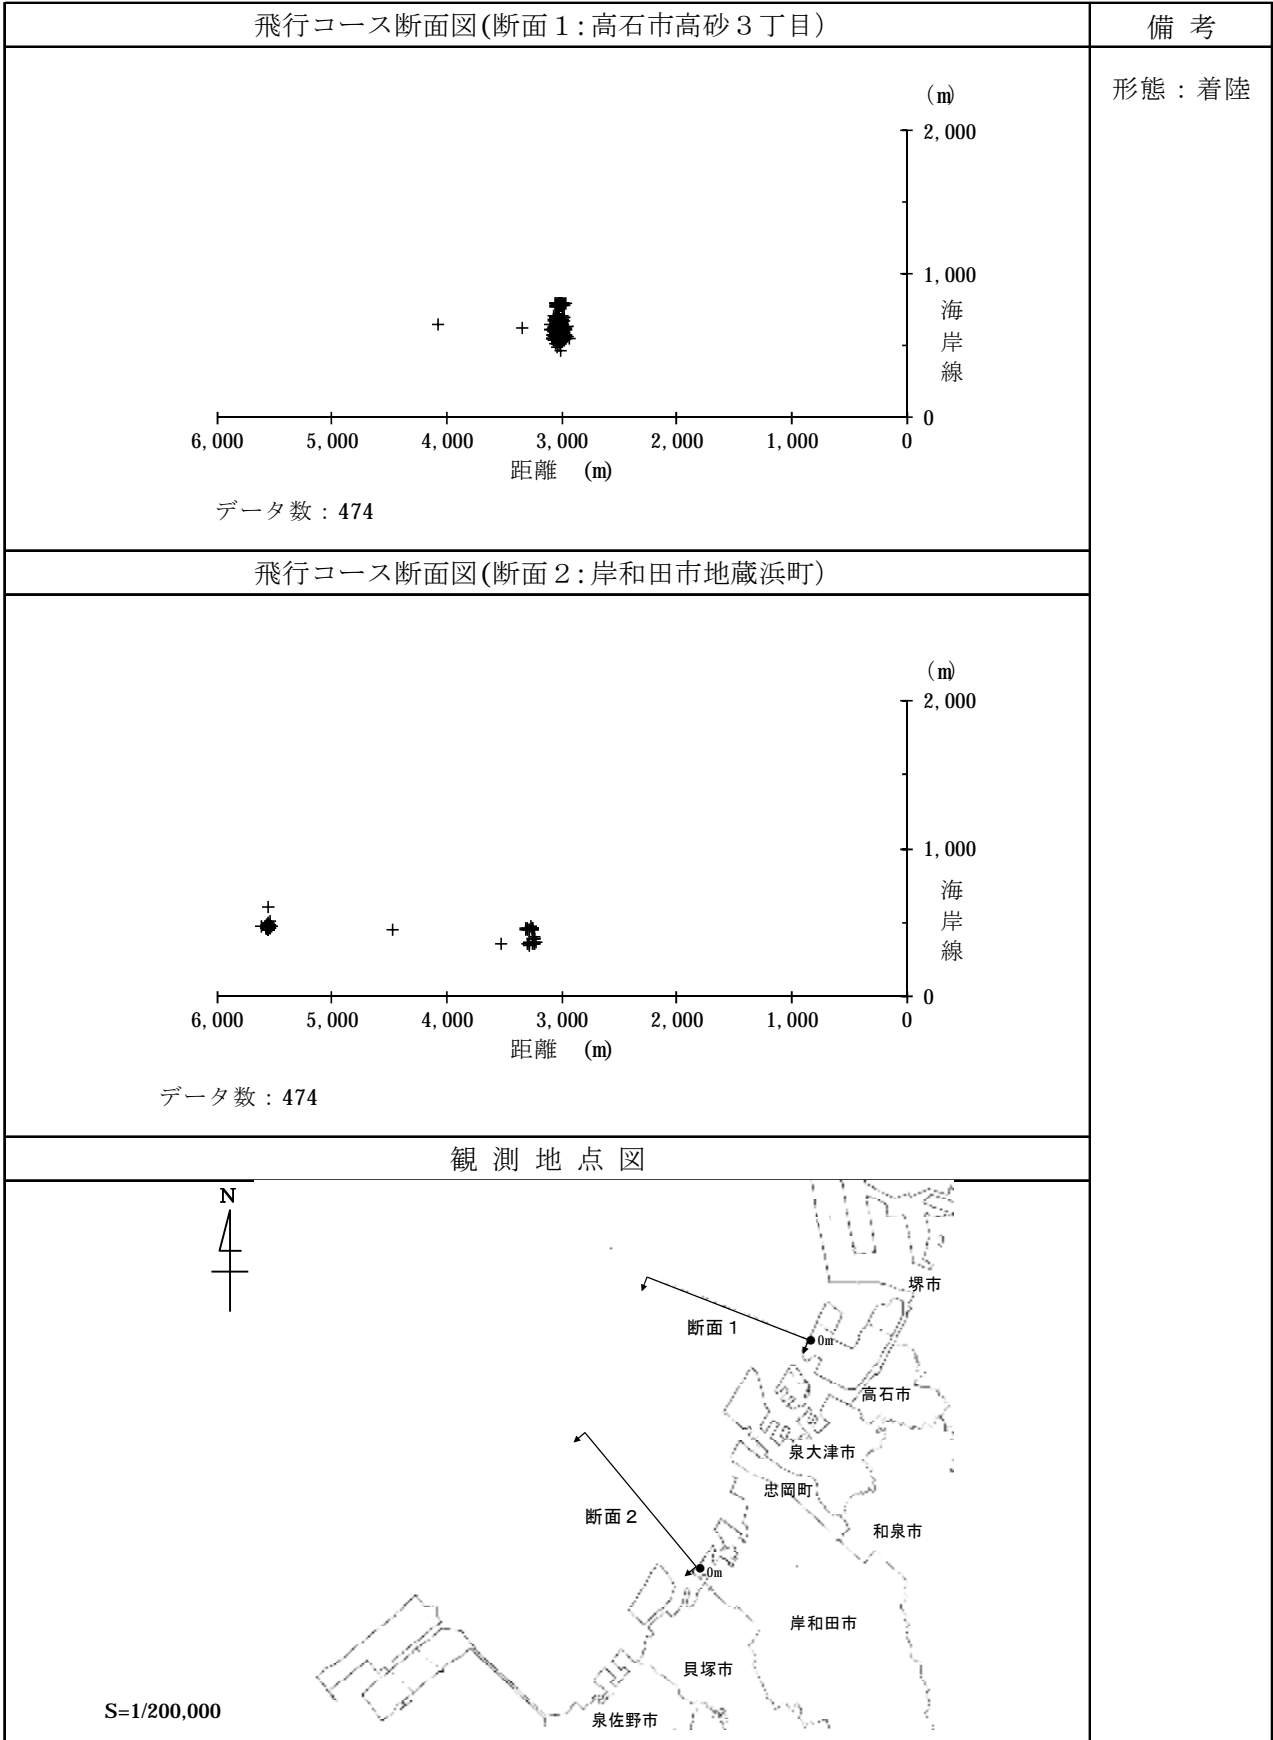 飛行コース断面図(断面１:高石市高砂３丁目)
備 考
形態：着陸
(m)
2,000
1,000
海岸線
0
6,000 5,000 4,000 3,000 2,000 1,000 0
距離 (m)
データ数：474
飛行コース断面図(断面２:岸和田市地蔵浜町)
(m)
2,000
1,000
海岸線
0
6,000 5,000 4,000 3,000 2,000 1,000 0
距離 (m)
データ数：474
観 測 地 点 図
N
堺市
断面１
0m
高石市
泉大津市
忠岡町
断面２
和泉市
0m
岸和田市
貝塚市
S=1/200,000
泉佐野市